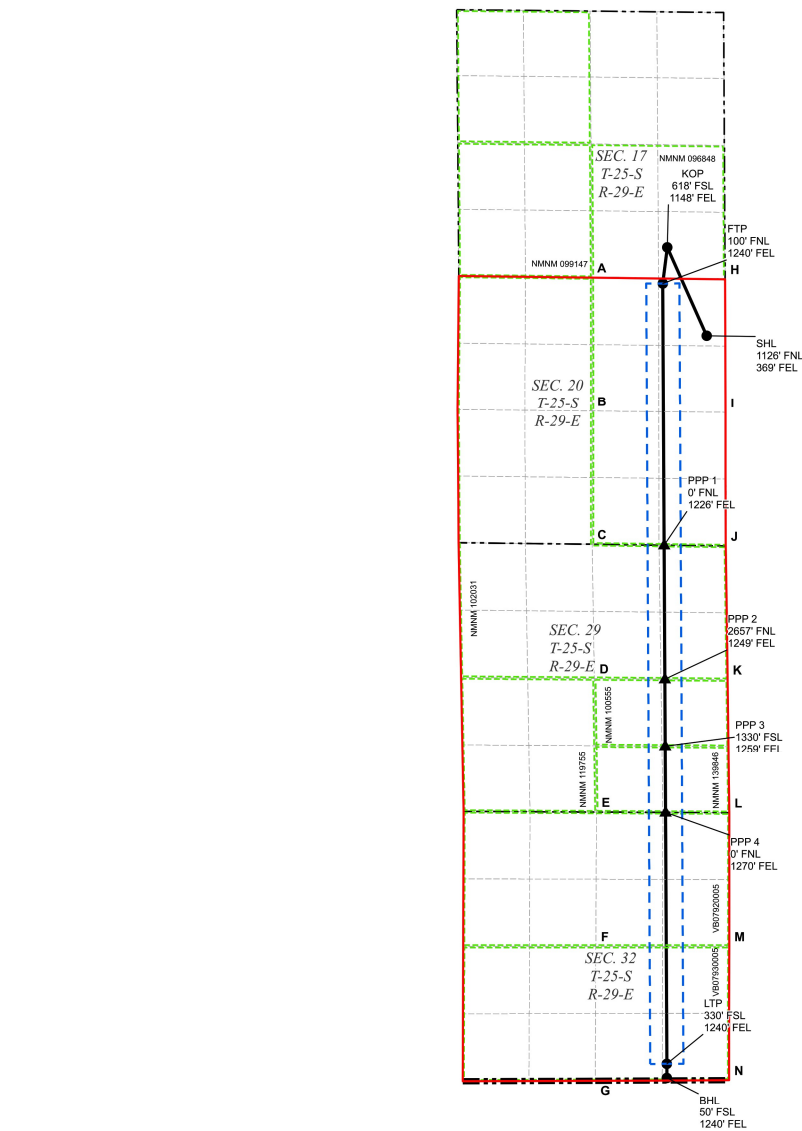 SEC. 17
T-25-S
R-29-E
NMNM 096848
KOP
618' FSL
1148' FEL
FTP
100' FNL
1240' FEL
NMNM 099147
A
H
SHL
1126' FNL
369' FEL
SEC. 20
T-25-S
R-29-E
B
I
PPP 1
0' FNL
1226' FEL
C
J
NMNM 102031
PPP 2
2657' FNL
1249' FEL
SEC. 29
T-25-S
R-29-E
D
K
NMNM 100555
PPP 3
1330' FSL
1259' FEL
NMNM 119755
NMNM 139846
E
L
PPP 4
0' FNL
1270' FEL
VB07920005
F
M
SEC. 32
T-25-S
R-29-E
VB07930005
LTP
330' FSL
1240' FEL
N
G
BHL
50' FSL
1240' FEL